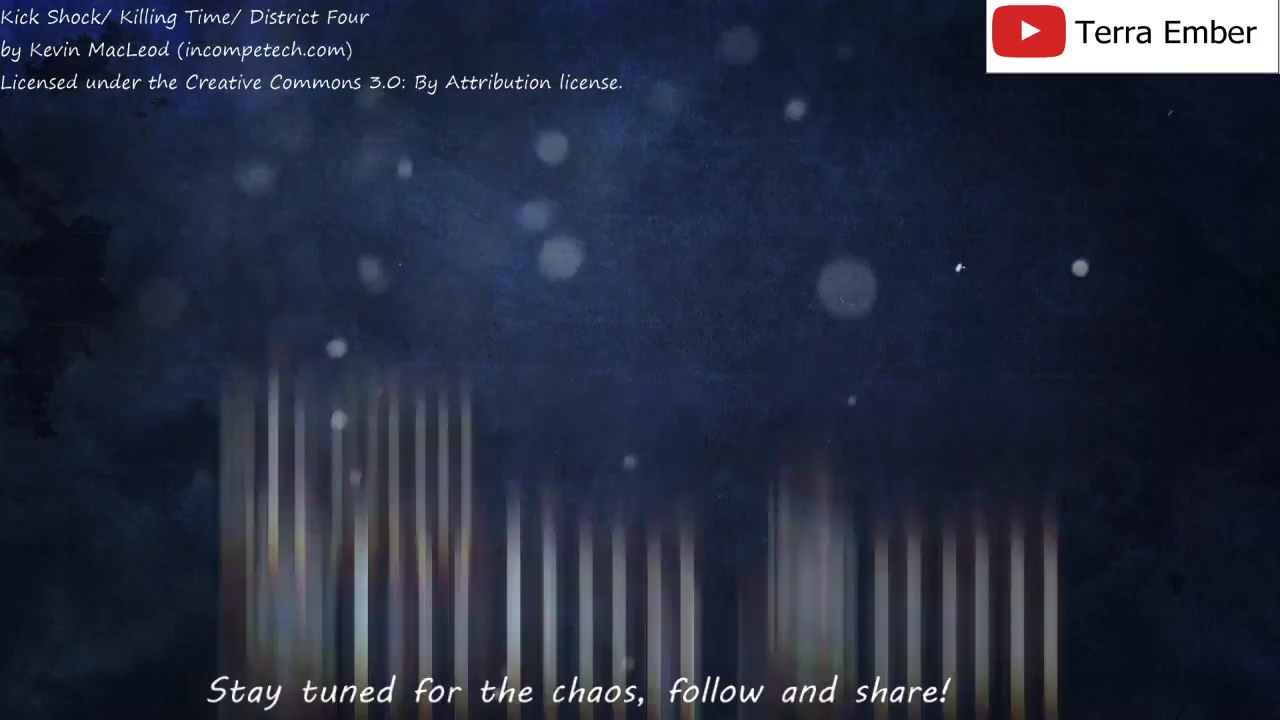 Kick Shock/ Killing Time/ District Four
by Kevin MacLeod (incompetech.com)
Licensed under the Creative Commons 3.0: By Attribution license.
Terra Ember
Stay tuned for the chaos, follow and share!